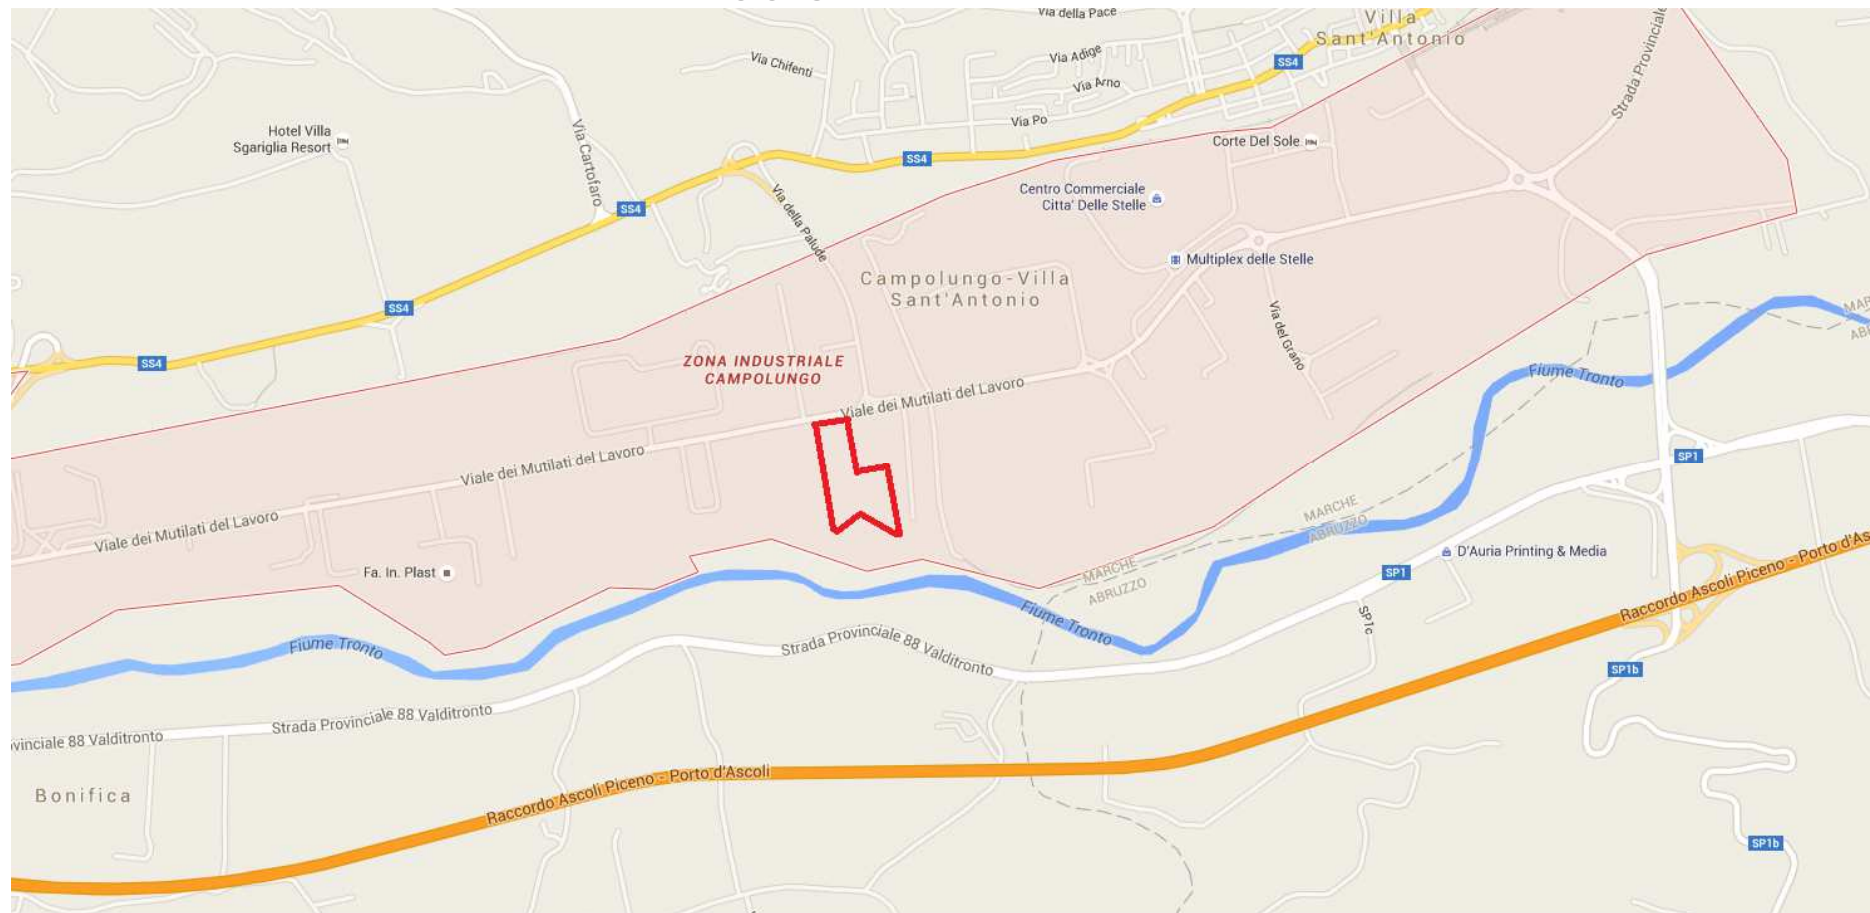 Via della Pace
Villa
Sant'Antonio
Via Adige
SS4
Via Chifenti
Via Arno
Strada Provinciale
Via Po
Hotel Villa
Sgariglia Resort
Via Cartofaro
SS4
Corte Del Sole
Centro Commerciale
Citta' Delle Stelle
SS4
Via della Palude
Multiplex delle Stelle
Campolungo-Villa
Sant'Antonio
SS4
Via del Grano
SS4
ZONA INDUSTRIALE
CAMPOLUNGO
Fiume Tronto
Viale dei Mutilati del Lavoro
Viale dei Mutilati del Lavoro
SP1
MARCHE
ABRUZZO
Viale dei Mutilati del Lavoro
D'Auria Printing & Media
Raccordo Ascoli Piceno - Porto d'As
Fa. In. Plast
SP1
MARCHE
ABRUZZO
Fiume Tronto
SP1c
Fiume Tronto
Strada Provinciale 88 Valditronto
SP1b
Strada Provinciale 88 Valditronto
vinciale 88 Valditronto
Raccordo Ascoli Piceno - Porto d'Ascoli
Bonifica
SP1b